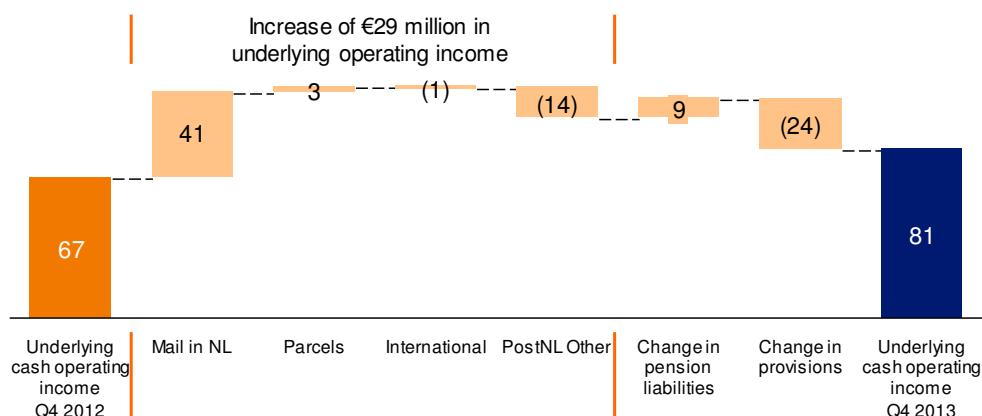 Increase of €29 million in
underlying operating income
67
41
3
(1)
(14)
9
(24)
81
Underlying
cash operating
income
Q4 2012
Mail in NL
Parcels
International
PostNL Other
Change in
pension
liabilities
Change in
provisions
Underlying
cash operating
income
Q4 2013